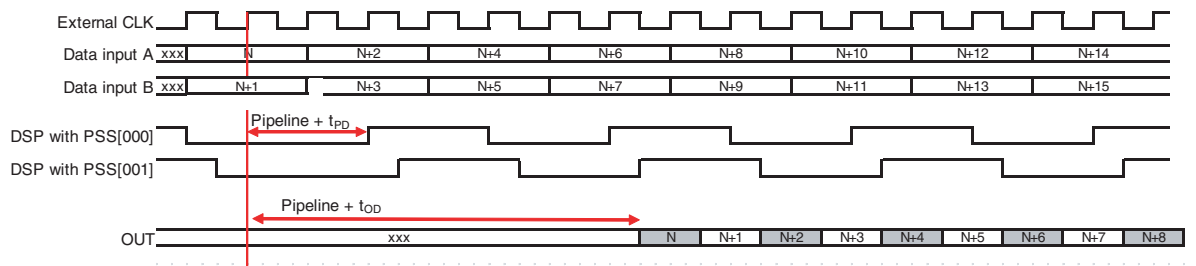 External CLK
Data input A xxx N N+2 N+4 N+6 N+8 N+10 N+12 N+14
Data input B xxx N+1 N+3 N+5 N+7 N+9 N+11 N+13 N+15
Pipeline + tPD
DSP with PSS[000]
DSP with PSS[001]
Pipeline + tOD
OUT xxx N N+1 N+2 N+3 N+4 N+5 N+6 N+7 N+8